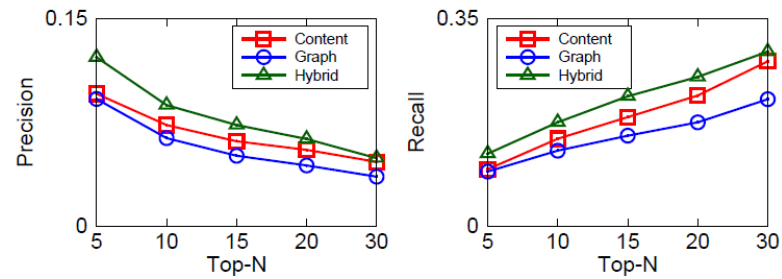 0.15
Precision
0
5 10 15 20 30
Top-N
Content
Graph
Hybrid
0.35
Recall
0
5 10 15 20 30
Top-N
Content
Graph
Hybrid